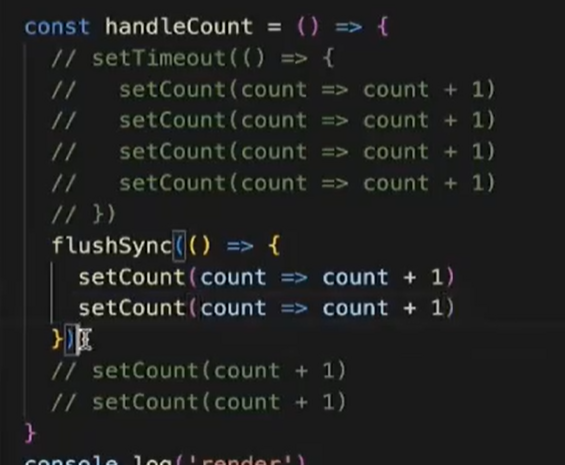 const handleCount = () => {
// setTimeout(() => {
// setCount(count => count + 1)
// setCount(count => count + 1)
// setCount(count => count + 1)
// setCount(count => count + 1)
// })
flushSync(() => {
setCount(count => count + 1)
setCount(count => count + 1)
})
// setCount(count + 1)
// setCount(count + 1)
}
console.log('render')